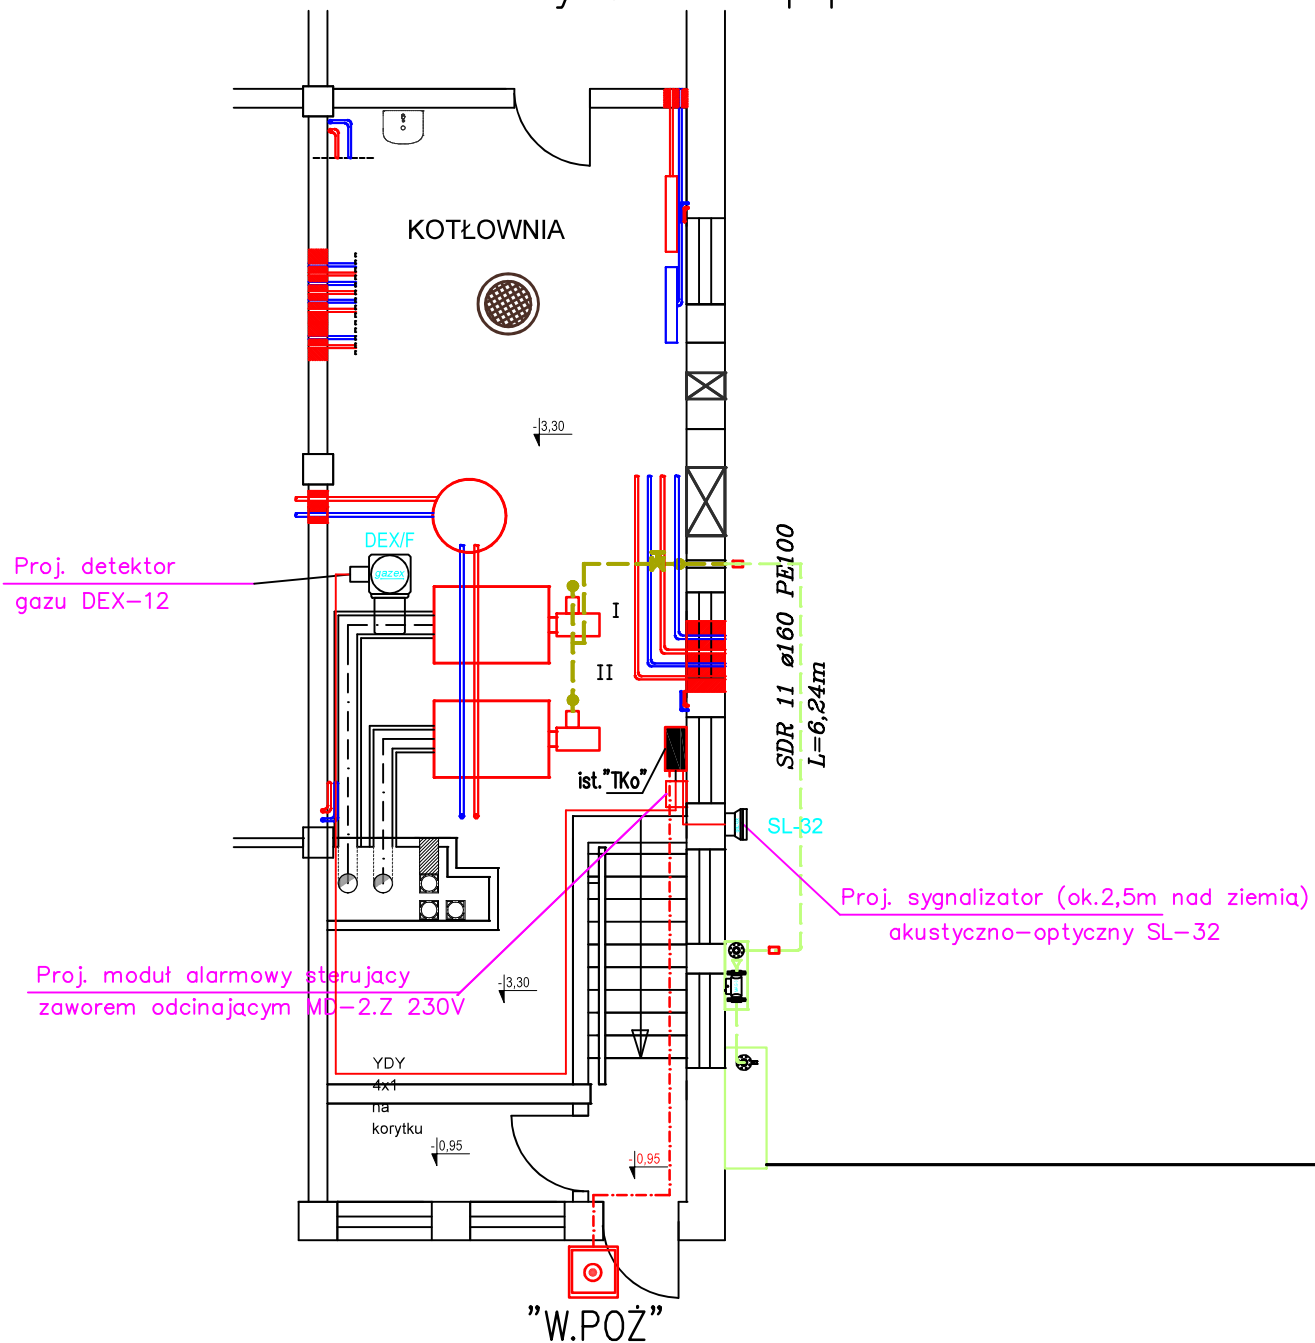 KOTŁOWNIA
-3,30
DEX/F
gazex
Proj. detektor
gazu DEX-12
I
II
SDR 11 ø160 PE100
L=6,24m
ist."TKo"
SL-32
Proj. sygnalizator (ok.2,5m nad ziemią)
akustyczno-optyczny SL-32
Proj. moduł alarmowy sterujący
zaworem odcinającym MD-2.Z 230V
-3,30
YDY
4x1
na
korytku
-0,95
-0,95
"W.POŻ"